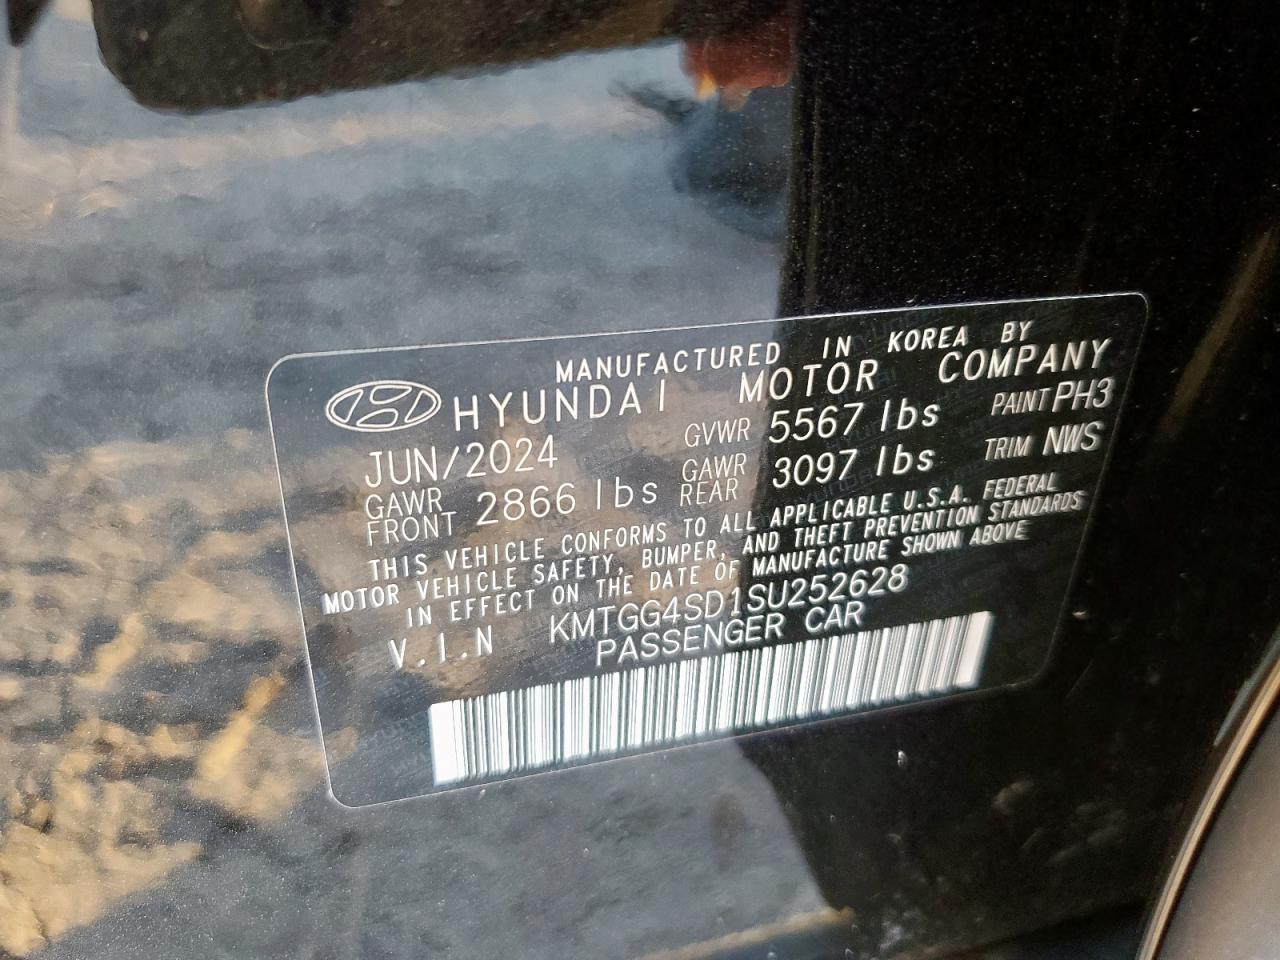 MANUFACTURED IN KOREA BY
HYUNDAI MOTOR COMPANY
JUN/2024 GVWR 5567 lbs PAINT PH3
GAWR FRONT 2866 lbs GAWR REAR 3097 lbs TRIM NWS
THIS VEHICLE CONFORMS TO ALL APPLICABLE U.S.A. FEDERAL
MOTOR VEHICLE SAFETY, BUMPER, AND THEFT PREVENTION STANDARDS
IN EFFECT ON THE DATE OF MANUFACTURE SHOWN ABOVE
V.I.N KMTGG4SD1SU252628
PASSENGER CAR